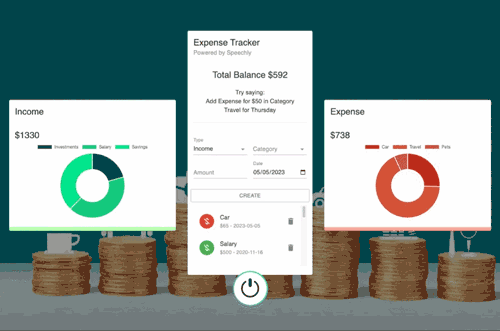 Income
$1330
Investments Salary Savings
Expense Tracker
Powered by Speechly
Total Balance $592
Try saying:
Add Expense for $50 in Category
Travel for Thursday
Type
Income
Category
Amount
Date
05/05/2023
CREATE
Car
$69 - 2023-05-05
Salary
$500 - 2020-11-16
Expense
$738
Car Travel Pets